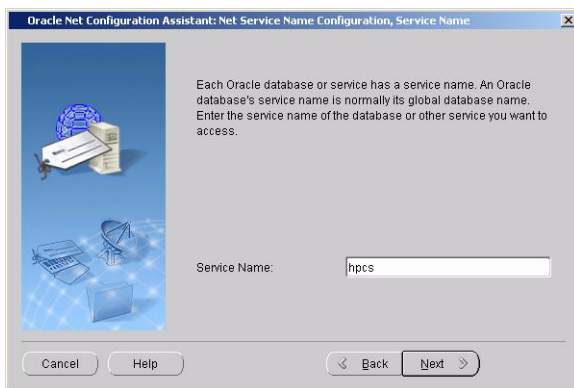 Oracle Net Configuration Assistant: Net Service Name Configuration, Service Name
Each Oracle database or service has a service name. An Oracle
database's service name is normally its global database name.
Enter the service name of the database or other service you want to
access.
Service Name:
hpcs
Cancel
Help
Back
Next